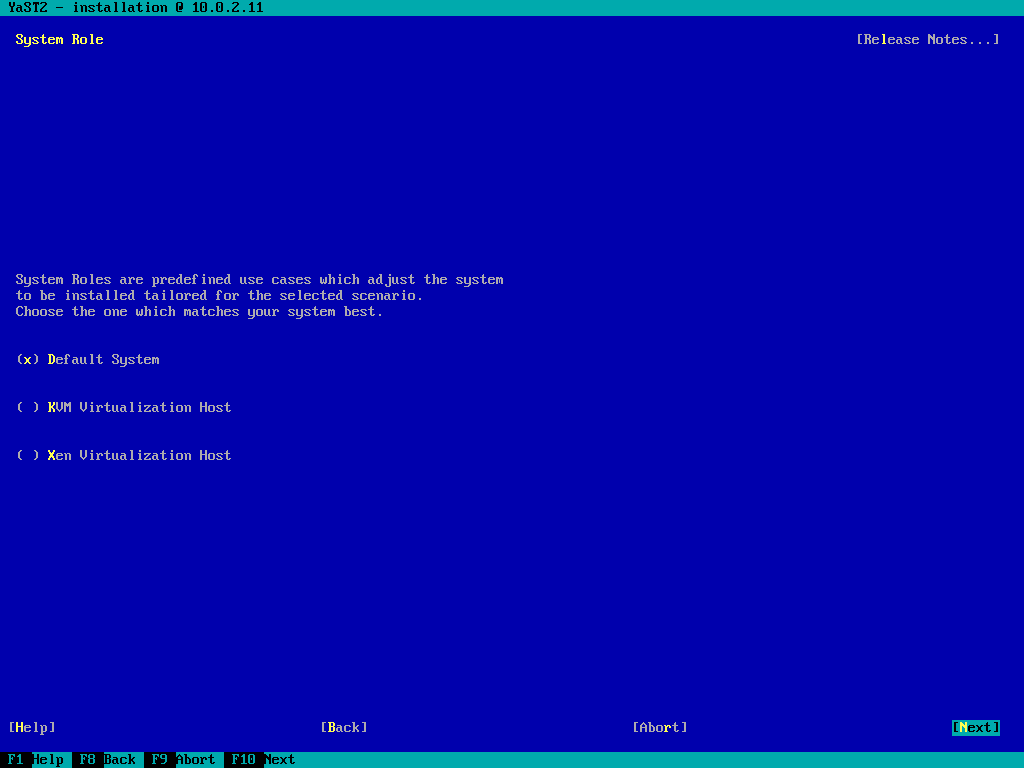 YaST2 - installation @ 10.0.2.11
System Role [Release Notes...]
System Roles are predefined use cases which adjust the system
to be installed tailored for the selected scenario.
Choose the one which matches your system best.
(x) Default System
( ) KVM Virtualization Host
( ) Xen Virtualization Host
[Help] [Back] [Abort] [Next]
F1 Help F8 Back F9 Abort F10 Next